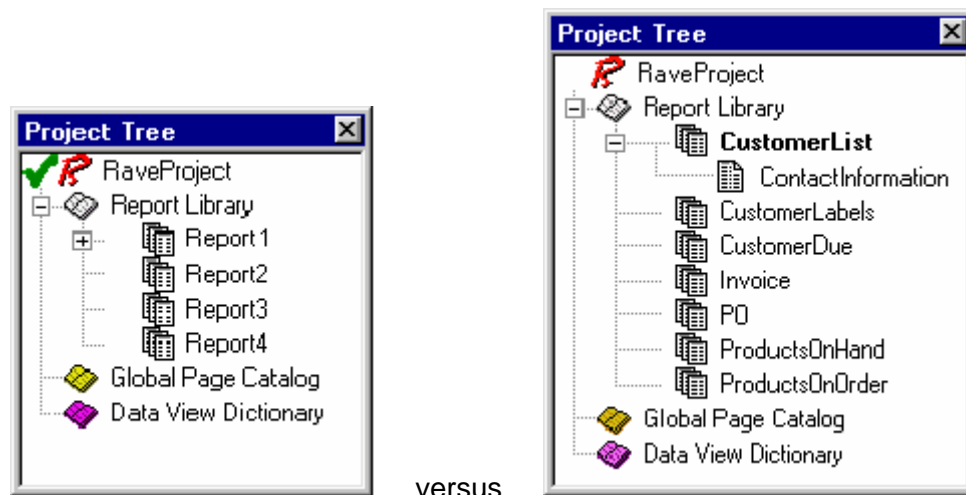 Project Tree
RaveProject
Report Library
Report1
Report2
Report3
Report4
Global Page Catalog
Data View Dictionary
versus
Project Tree
RaveProject
Report Library
CustomerList
ContactInformation
CustomerLabels
CustomerDue
Invoice
PO
ProductsOnHand
ProductsOnOrder
Global Page Catalog
Data View Dictionary